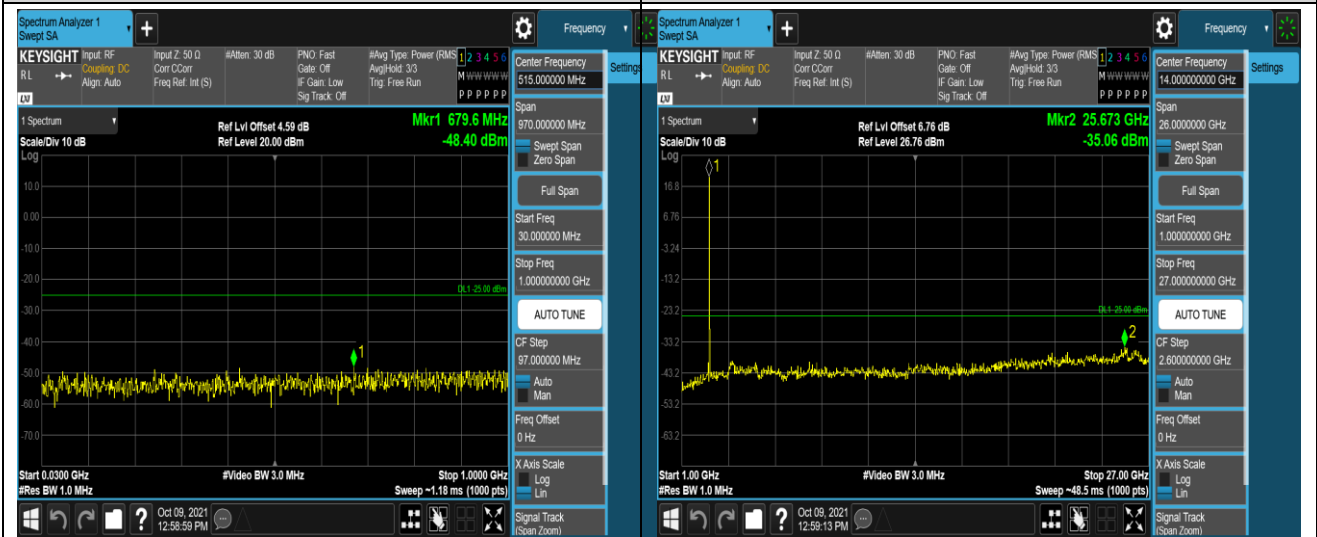 Spectrum Analyzer 1
Swept SA
+
Frequency
KEYSIGHT
RL
LXI
Input: RF
Coupling: DC
Align: Auto
Input Z: 50 Ω
Corr CCorr
Freq Ref: Int (S)
#Atten: 30 dB
PNO: Fast
Gate: Off
IF Gain: Low
Sig Track: Off
#Avg Type: Power (RMS
Avg|Hold: 3/3
Trig: Free Run
1 2 3 4 5 6
M W W W W W
P P P P P P
Center Frequency
515.000000 MHz
Settings
1 Spectrum
Scale/Div 10 dB
Log
Ref Lvl Offset 4.59 dB
Ref Level 20.00 dBm
Mkr1 679.6 MHz
-48.40 dBm
10.0
0.00
-10.0
-20.0
-30.0
-40.0
-50.0
-60.0
-70.0
DL1 -25.00 dBm
1
Start 0.0300 GHz
#Res BW 1.0 MHz
#Video BW 3.0 MHz
Stop 1.0000 GHz
Sweep ~1.18 ms (1000 pts)
Span
970.000000 MHz
Swept Span
Zero Span
Full Span
Start Freq
30.000000 MHz
Stop Freq
1.000000000 GHz
AUTO TUNE
CF Step
97.000000 MHz
Auto
Man
Freq Offset
0 Hz
X Axis Scale
Log
Lin
Signal Track
(Span Zoom)
?
Oct 09, 2021
12:58:59 PM
Spectrum Analyzer 1
Swept SA
+
Frequency
KEYSIGHT
RL
LXI
Input: RF
Coupling: DC
Align: Auto
Input Z: 50 Ω
Corr CCorr
Freq Ref: Int (S)
#Atten: 30 dB
PNO: Fast
Gate: Off
IF Gain: Low
Sig Track: Off
#Avg Type: Power (RMS
Avg|Hold: 3/3
Trig: Free Run
1 2 3 4 5 6
M W W W W W
P P P P P P
Center Frequency
14.000000000 GHz
Settings
1 Spectrum
Scale/Div 10 dB
Log
Ref Lvl Offset 6.76 dB
Ref Level 26.76 dBm
Mkr2 25.673 GHz
-35.06 dBm
16.8
6.76
-3.24
-13.2
-23.2
-33.2
-43.2
-53.2
-63.2
DL1 -25.00 dBm
1
2
Start 1.00 GHz
#Res BW 1.0 MHz
#Video BW 3.0 MHz
Stop 27.00 GHz
Sweep ~48.5 ms (1000 pts)
Span
26.0000000 GHz
Swept Span
Zero Span
Full Span
Start Freq
1.000000000 GHz
Stop Freq
27.000000000 GHz
AUTO TUNE
CF Step
2.600000000 GHz
Auto
Man
Freq Offset
0 Hz
X Axis Scale
Log
Lin
Signal Track
(Span Zoom)
?
Oct 09, 2021
12:59:13 PM